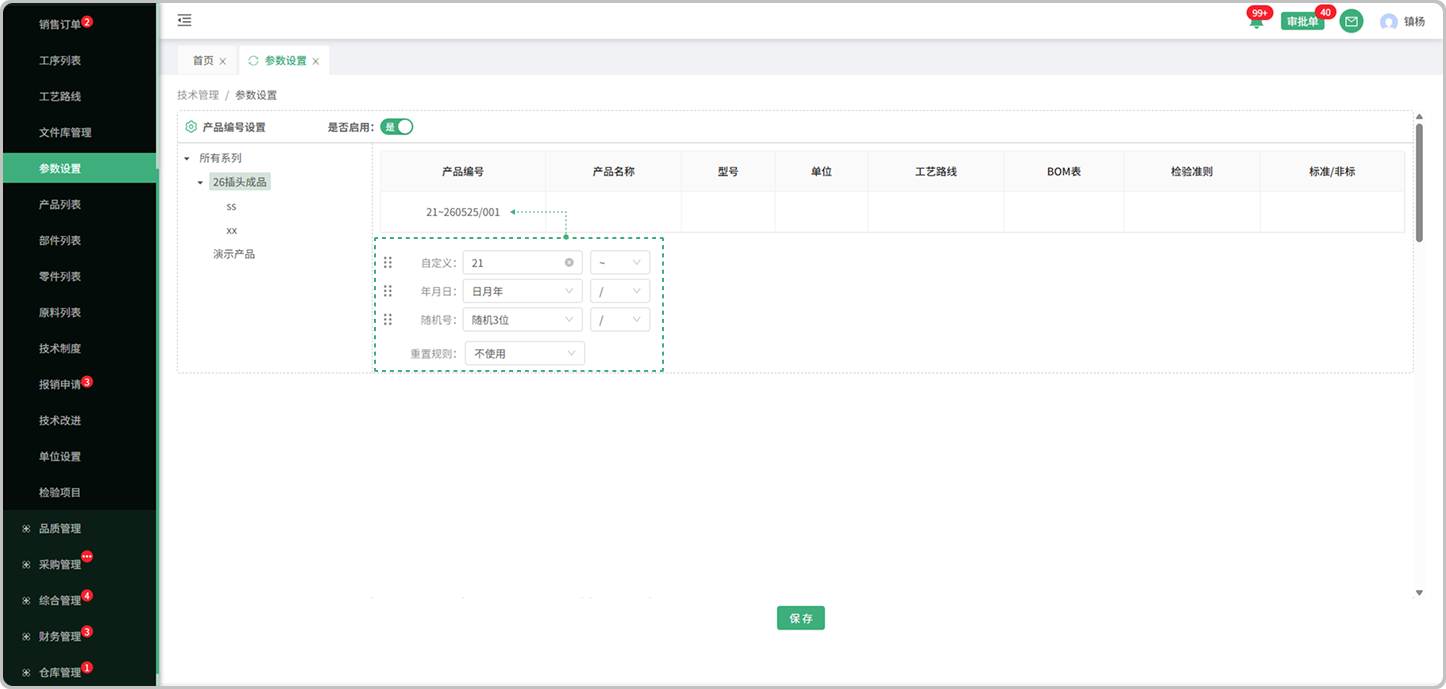 销售订单 2
工序列表
工艺路线
文件库管理
参数设置
产品列表
部件列表
零件列表
原料列表
技术制度
报销申请 3
技术改进
单位设置
检验项目
品质管理
采购管理 •••
综合管理 4
财务管理 3
仓库管理 1
99+ 审批单 40 镇杨
首页 × 参数设置 ×
技术管理 / 参数设置
产品编号设置 是否启用: 是
所有系列
26插头成品
ss
xx
演示产品
产品编号 产品名称 型号 单位 工艺路线 BOM表 检验准则 标准/非标
21~260525/001
自定义: 21 ~
年月日: 日月年 /
随机号: 随机3位 /
重置规则: 不使用
保存